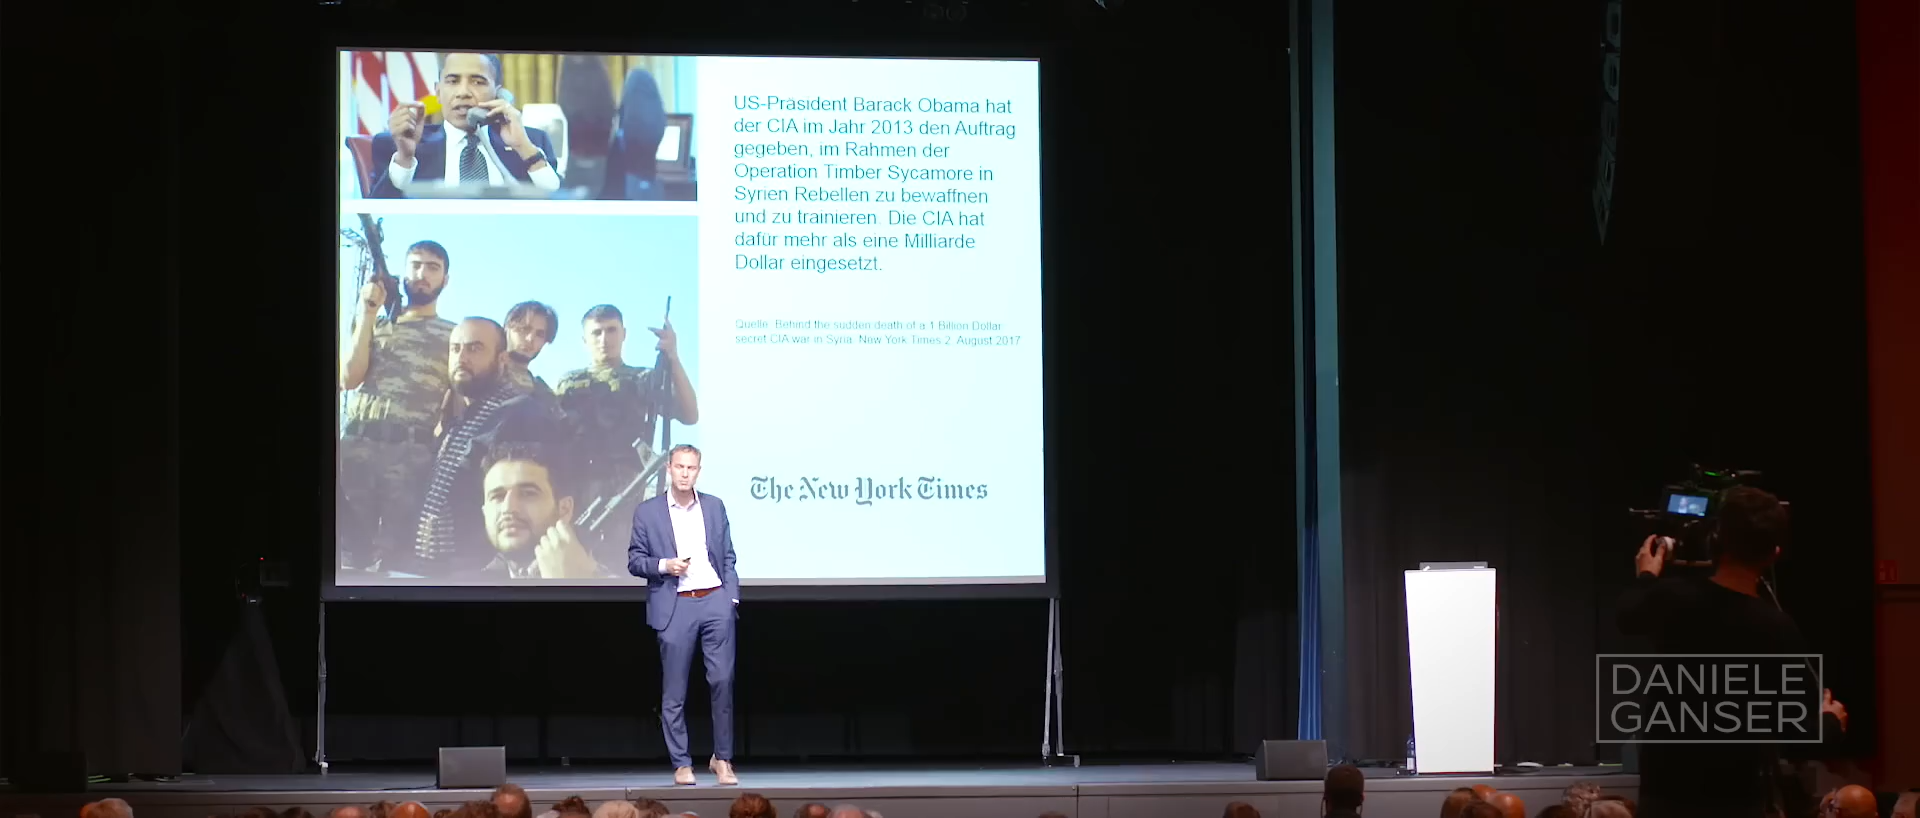 US-Präsident Barack Obama hat
der CIA im Jahr 2013 den Auftrag
gegeben, im Rahmen der
Operation Timber Sycamore in
Syrien Rebellen zu bewaffnen
und zu trainieren. Die CIA hat
dafür mehr als eine Milliarde
Dollar eingesetzt.
Quelle: Behind the sudden death of a 1 Billion Dollar
secret CIA war in Syria. New York Times 2. August 2017
The New York Times
DANIELE
GANSER